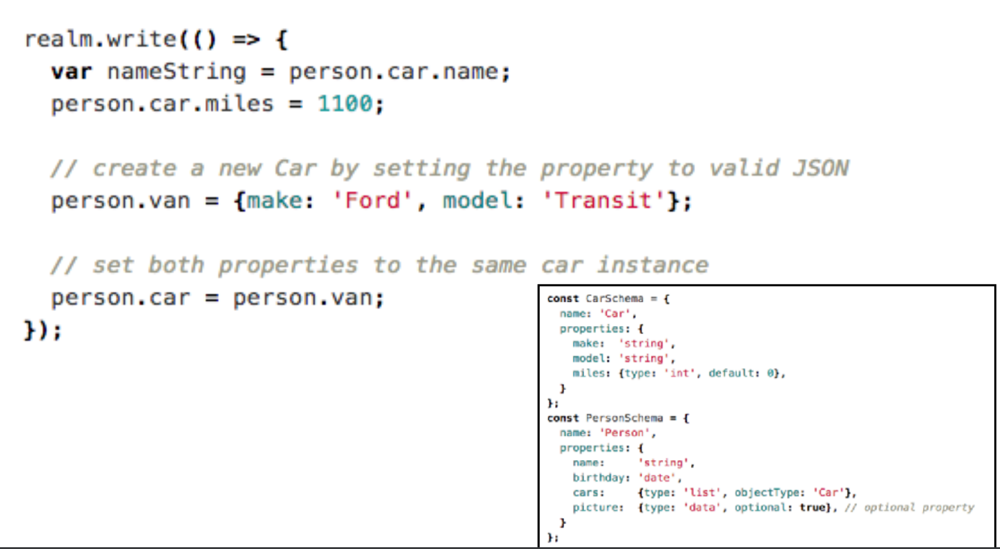 realm.write(() => {
  var nameString = person.car.name;
  person.car.miles = 1100;
  // create a new Car by setting the property to valid JSON
  person.van = {make: 'Ford', model: 'Transit'};
  // set both properties to the same car instance
  person.car = person.van;
});
const CarSchema = {
  name: 'Car',
  properties: {
    make:  'string',
    model: 'string',
    miles: {type: 'int', default: 0},
  }
};
const PersonSchema = {
  name: 'Person',
  properties: {
    name:     'string',
    birthday: 'date',
    cars:     {type: 'list', objectType: 'Car'},
    picture:  {type: 'data', optional: true}, // optional property
  }
};